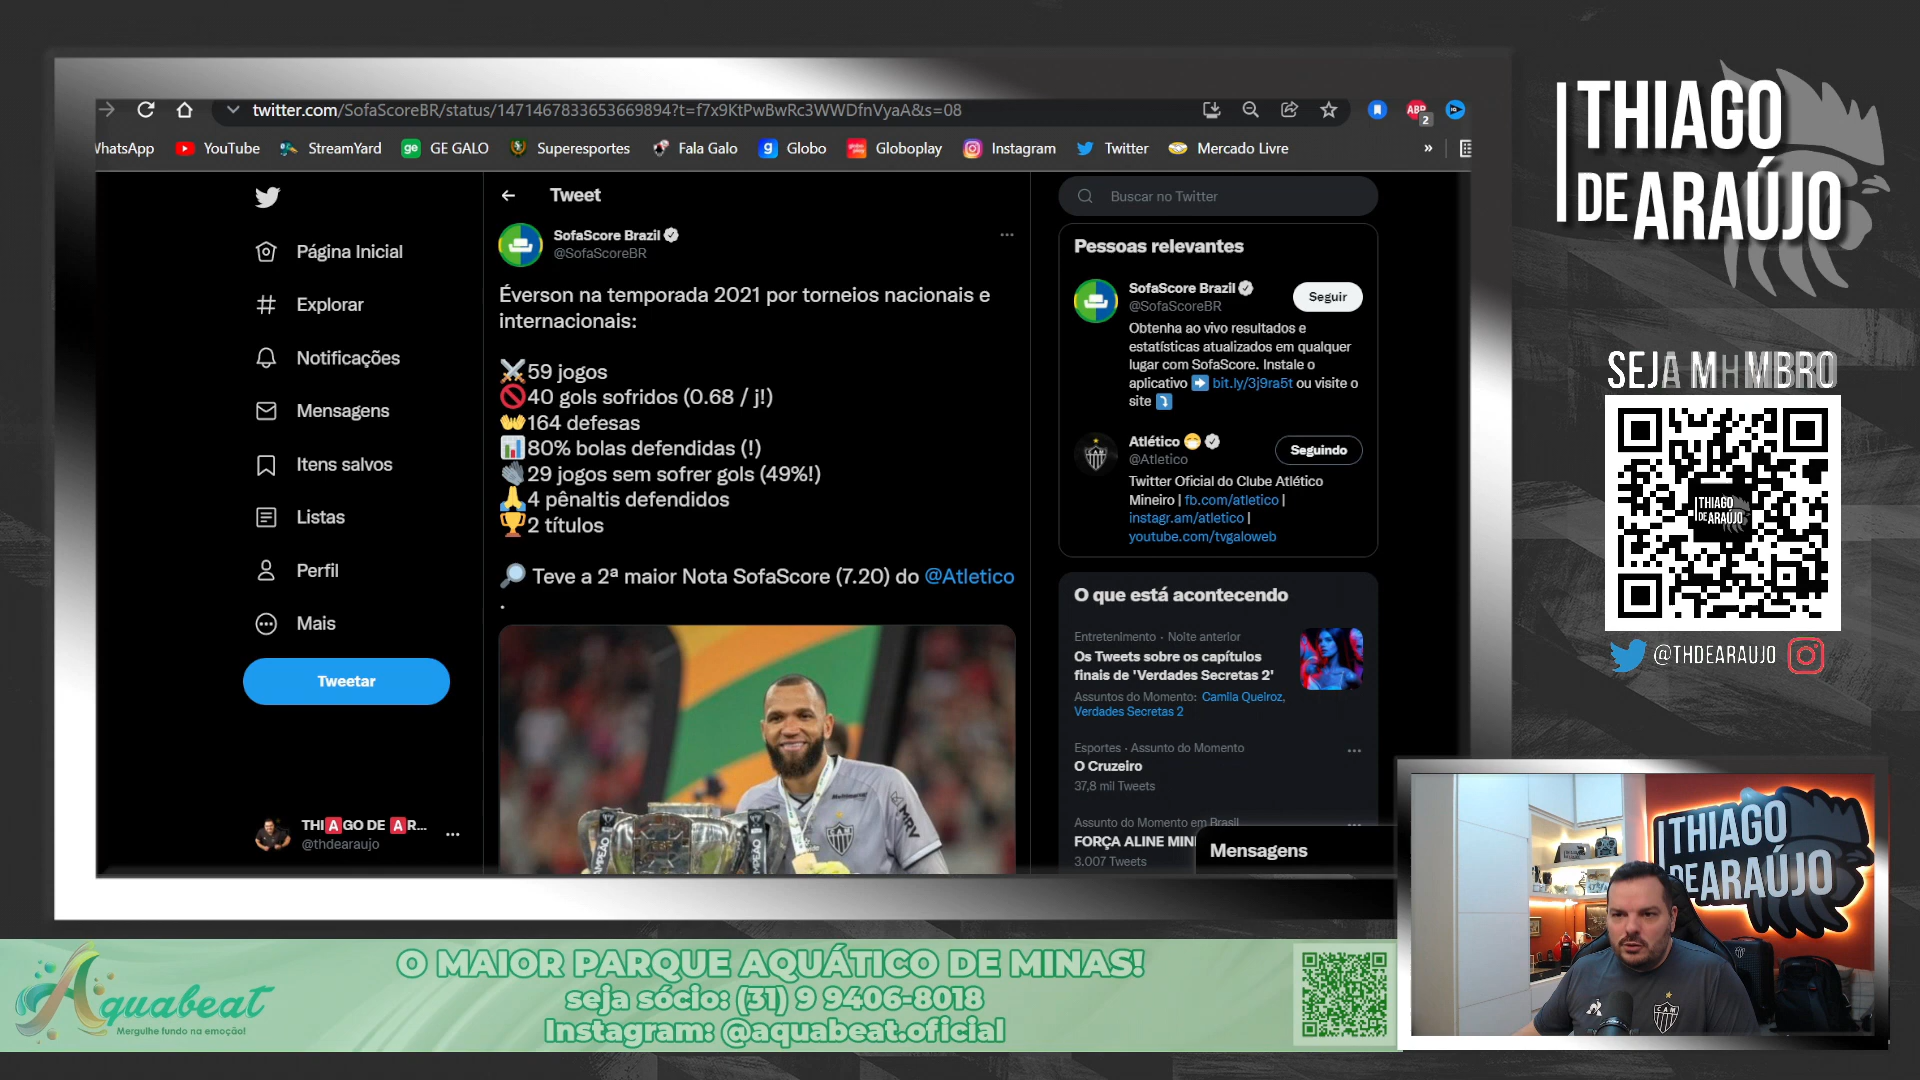 twitter.com/SofaScoreBR/status/1471467833653669894?t=f7x9KtPwBwRc3WWDfnVyaA&s=08
ABP
2
WhatsApp YouTube StreamYard GE GALO Superesportes Fala Galo Globo Globoplay Instagram Twitter Mercado Livre »
Página Inicial
Explorar
Notificações
Mensagens
Itens salvos
Listas
Perfil
Mais
Tweetar
THI🅰GO DE 🅰R...
@thdearaujo
Tweet
SofaScore Brazil
@SofaScoreBR
Éverson na temporada 2021 por torneios nacionais e
internacionais:
⚔59 jogos
🚫40 gols sofridos (0.68 / j!)
👐164 defesas
📊80% bolas defendidas (!)
🧤29 jogos sem sofrer gols (49%!)
🙏4 pênaltis defendidos
🏆2 títulos
🔎 Teve a 2ª maior Nota SofaScore (7.20) do @Atletico
.
MRV
Buscar no Twitter
Pessoas relevantes
SofaScore Brazil
@SofaScoreBR
Seguir
Obtenha ao vivo resultados e
estatísticas atualizados em qualquer
lugar com SofaScore. Instale o
aplicativo ➡ bit.ly/3j9ra5t ou visite o
site ⤵
Atlético 😷
@Atletico
Seguindo
Twitter Oficial do Clube Atlético
Mineiro | fb.com/atletico |
instagr.am/atletico |
youtube.com/tvgaloweb
O que está acontecendo
Entretenimento · Noite anterior
Os Tweets sobre os capítulos
finais de 'Verdades Secretas 2'
Assuntos do Momento: Camila Queiroz,
Verdades Secretas 2
Esportes · Assunto do Momento
O Cruzeiro
37,8 mil Tweets
Assunto do Momento em Brasil
FORÇA ALINE MIN
3.007 Tweets
Mensagens
THIAGO
DE ARAÚJO
THIAGO
DE ARAÚJO
@THDEARAUJO
THIAGO
DE ARAÚJO
CAM
Aquabeat
Mergulhe fundo na emoção!
O MAIOR PARQUE AQUÁTICO DE MINAS!
seja sócio: (31) 9 9406-8018
Instagram: @aquabeat.oficial